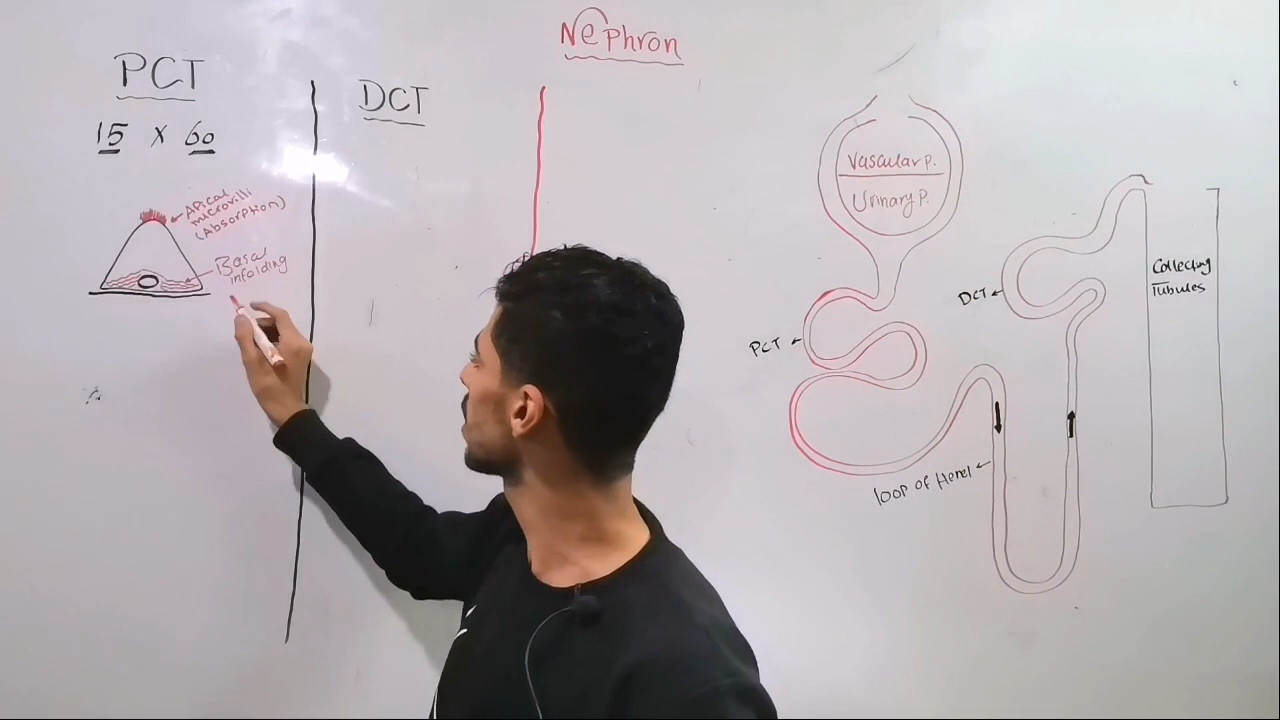 Nephron
PCT
15 x 60
Apical
microvilli
(Absorption)
Basal
infolding
DCT
Vascular P.
Urinary P.
PCT
loop of Henel
DCT
Collecting
Tubules